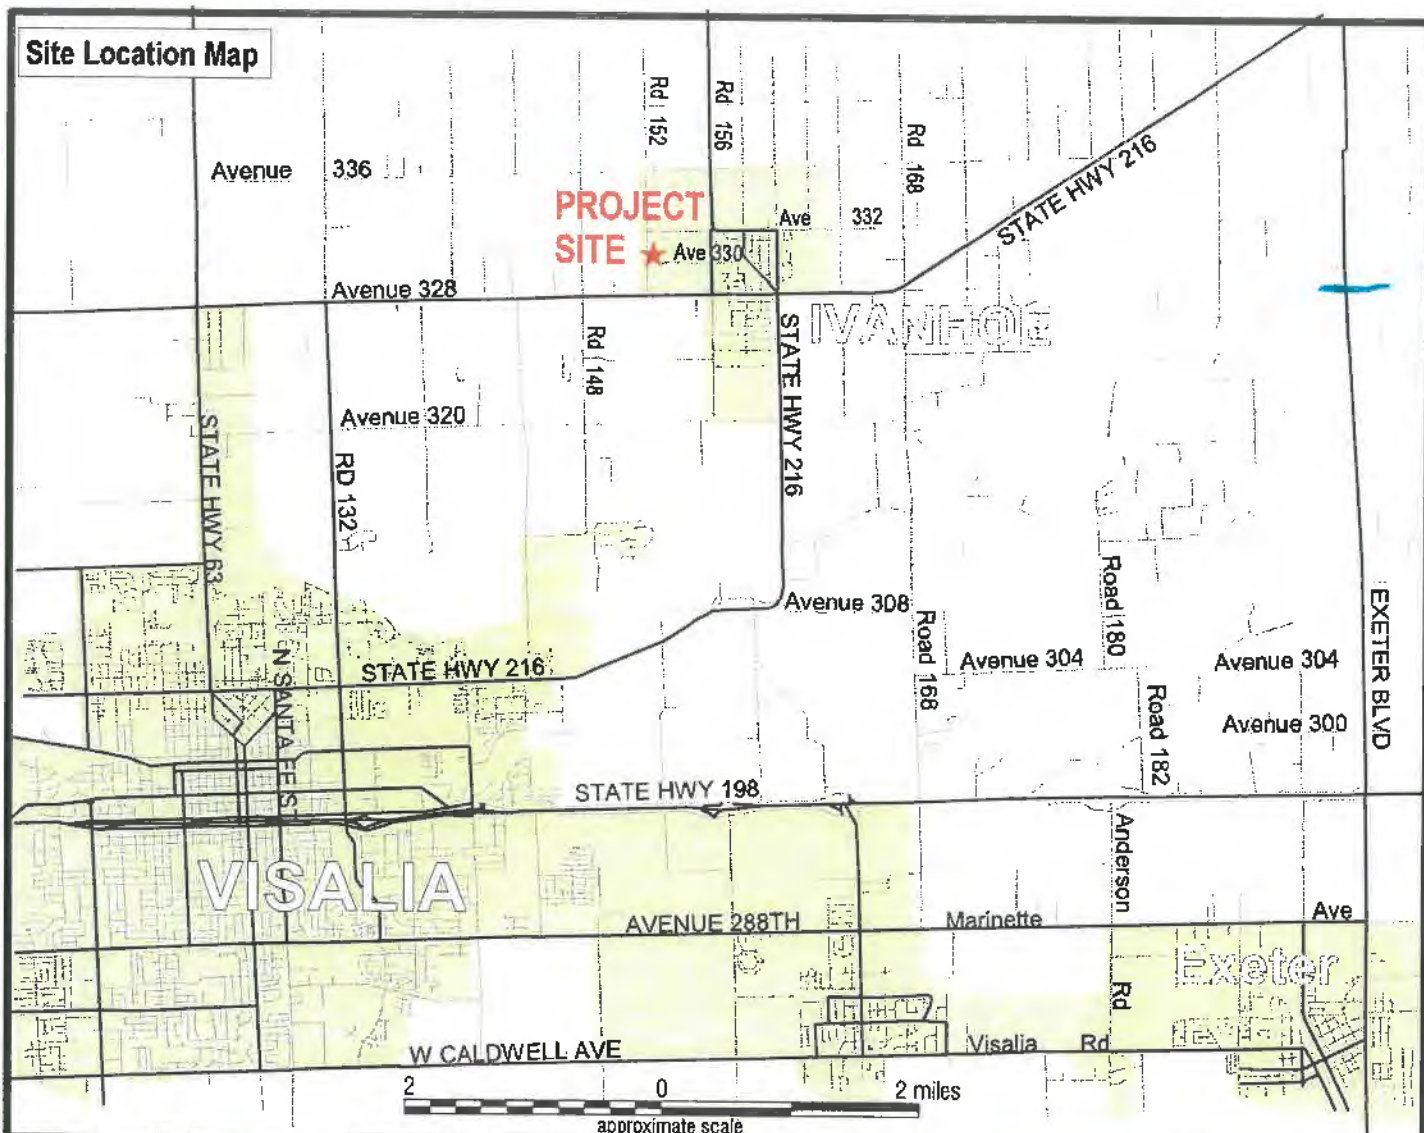 Site Location Map
Rd 152
Rd 156
Rd 168
Avenue 336
STATE HWY 216
PROJECT
SITE
Ave 332
Ave 330
Avenue 328
IVANHOE
STATE HWY 216
Rd 148
Avenue 320
STATE HWY 63
RD 132
Avenue 308
Road 180
EXETER BLVD
Road 168
Avenue 304
Avenue 304
STATE HWY 216
N SANTA FE ST
Road 182
Avenue 300
STATE HWY 198
Anderson Rd
VISALIA
AVENUE 288TH
Marinette Ave
Exeter
W CALDWELL AVE
Visalia Rd
2 0 2 miles
approximate scale